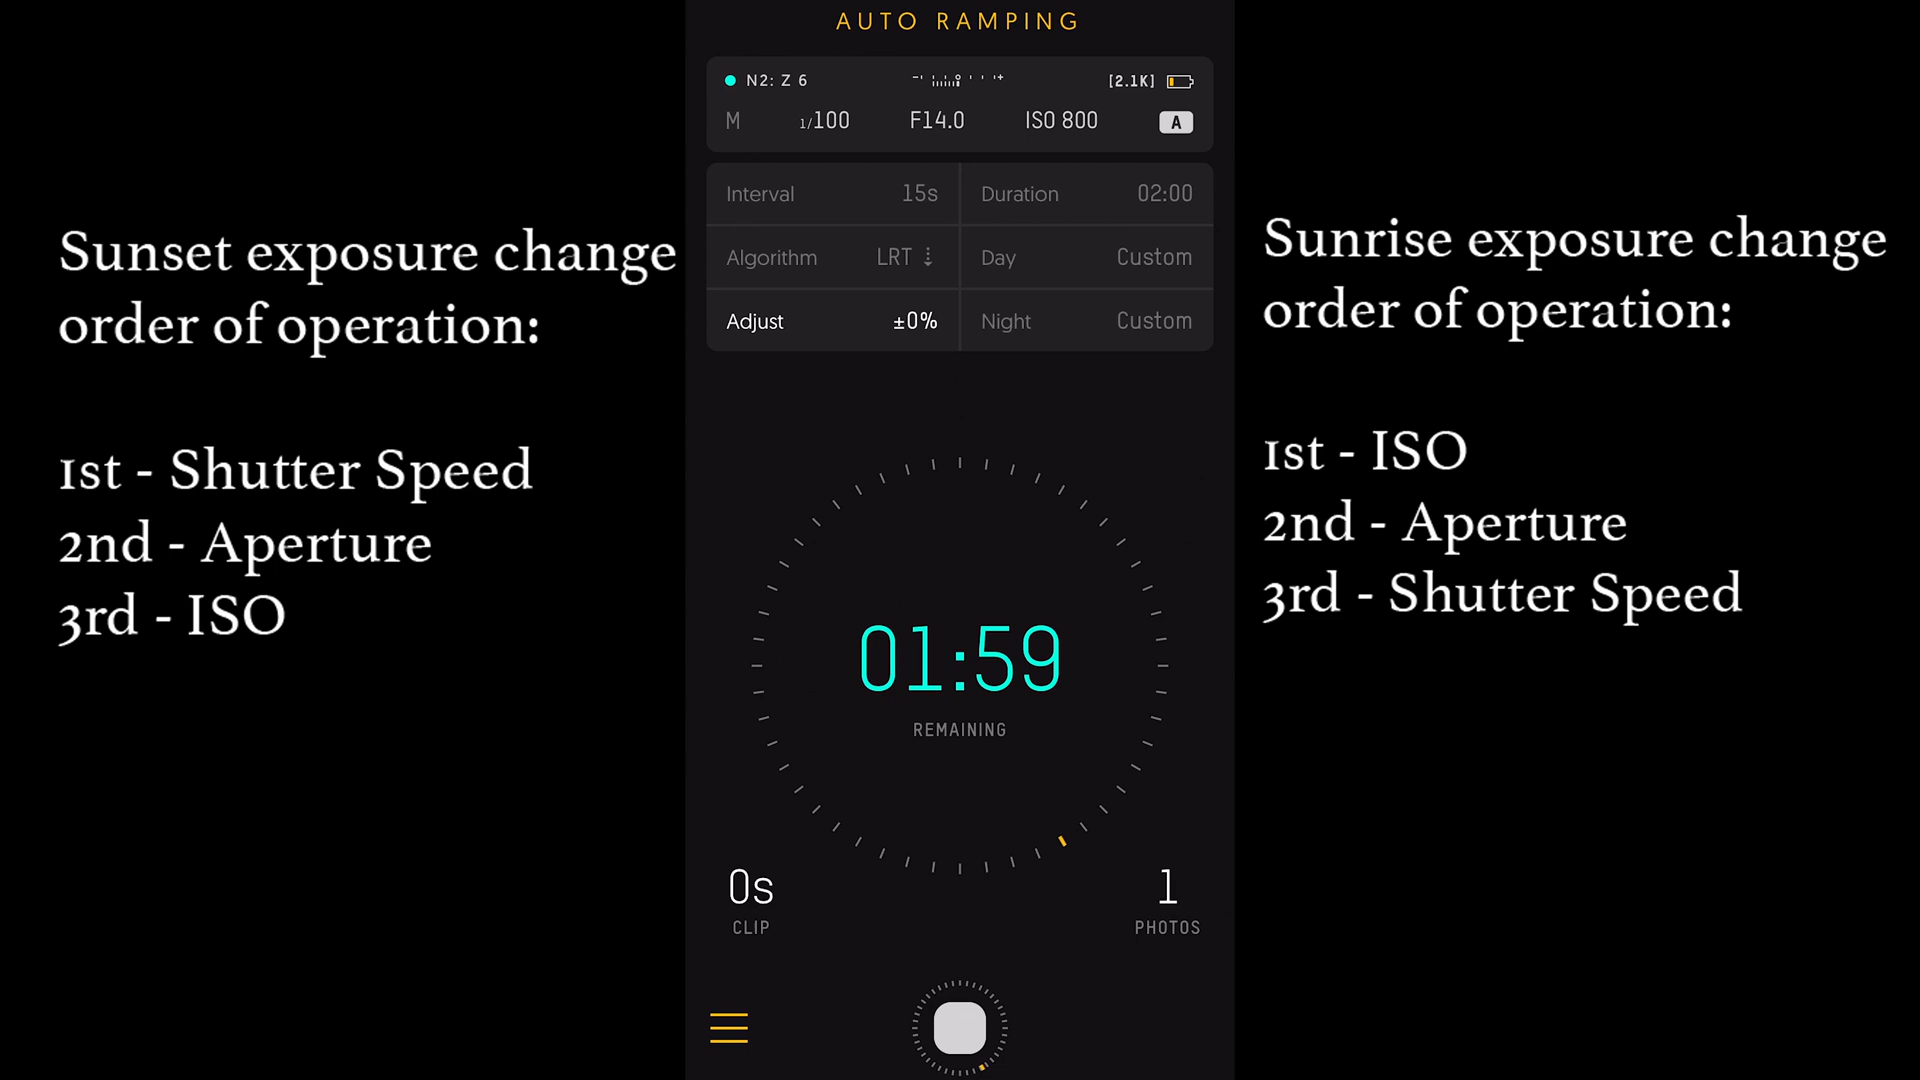 AUTO RAMPING
N2: Z 6
[2.1K]
M 1/100 F14.0 ISO 800 A
Interval 15s Duration 02:00
Algorithm LRT Day Custom
Adjust ±0% Night Custom
Sunset exposure change
order of operation:
1st - Shutter Speed
2nd - Aperture
3rd - ISO
01:59
REMAINING
0s
CLIP
1
PHOTOS
Sunrise exposure change
order of operation:
1st - ISO
2nd - Aperture
3rd - Shutter Speed